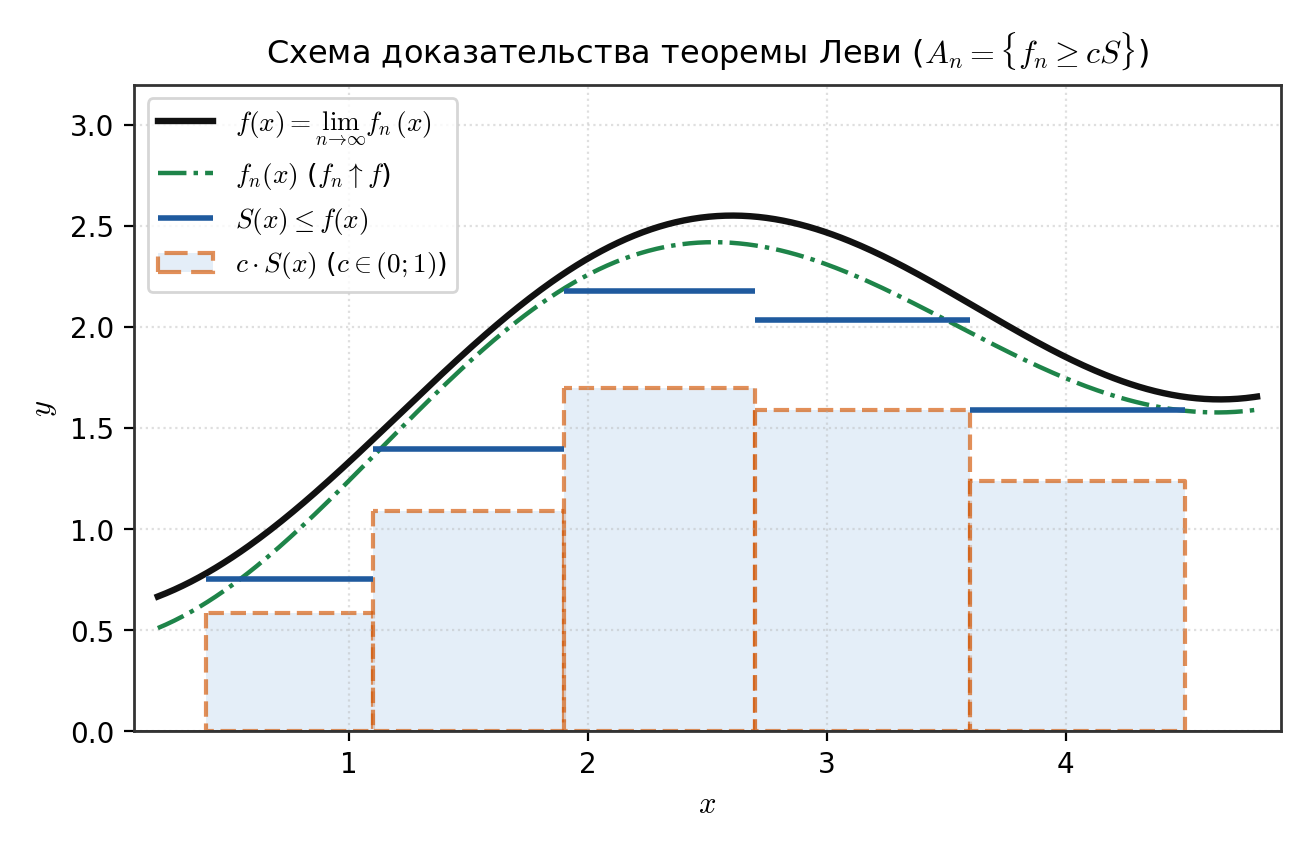 Схема доказательства теоремы Леви ($A_n = \{f_n \geq cS\}$)
$f(x) = \lim_{n \to \infty} f_n(x)$
$f_n(x)$ ($f_n \uparrow f$)
$S(x) \leq f(x)$
$c \cdot S(x)$ ($c \in (0; 1)$)
3.0
2.5
2.0
1.5
1.0
0.5
0.0
y
1 2 3 4
x